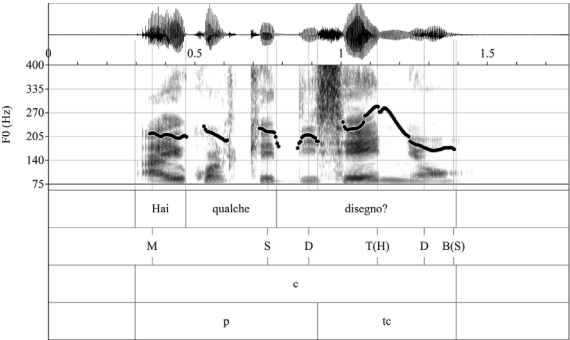 0 0.5 1 1.5
400
335
270
205
140
75
F0 (Hz)
Hai qualche disegno?
M S D T(H) D B(S)
c
p tc